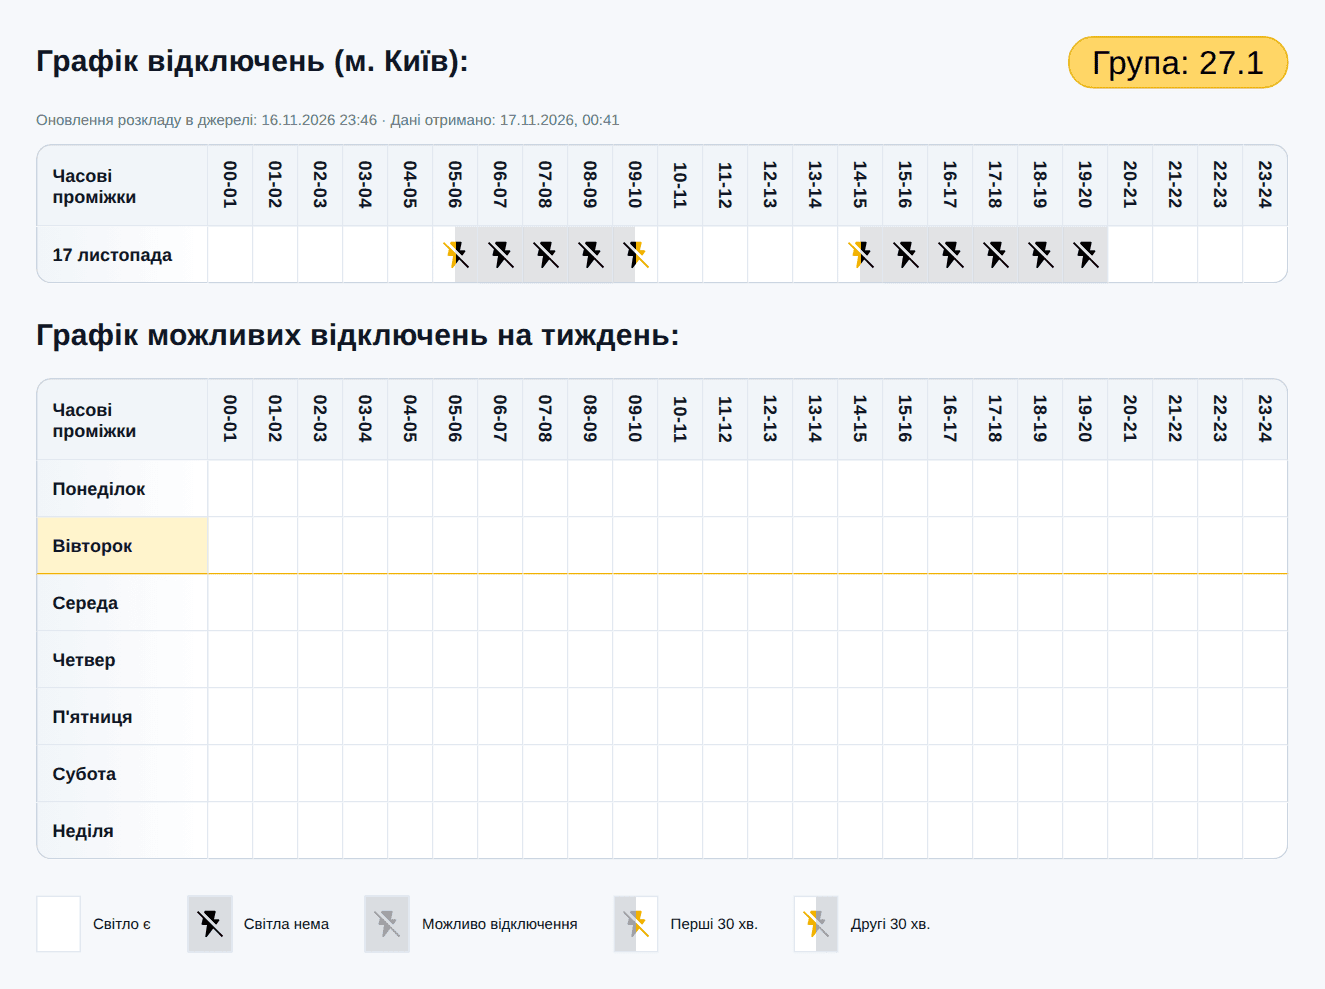 Графік відключень (м. Київ):
Група: 27.1
Оновлення розкладу в джерелі: 16.11.2026 23:46 · Дані отримано: 17.11.2026, 00:41
Часові проміжки 00-01 01-02 02-03 03-04 04-05 05-06 06-07 07-08 08-09 09-10 10-11 11-12 12-13 13-14 14-15 15-16 16-17 17-18 18-19 19-20 20-21 21-22 22-23 23-24
17 листопада
Графік можливих відключень на тиждень:
Часові проміжки 00-01 01-02 02-03 03-04 04-05 05-06 06-07 07-08 08-09 09-10 10-11 11-12 12-13 13-14 14-15 15-16 16-17 17-18 18-19 19-20 20-21 21-22 22-23 23-24
Понеділок
Вівторок
Середа
Четвер
П'ятниця
Субота
Неділя
Світло є Світла нема Можливо відключення Перші 30 хв. Другі 30 хв.